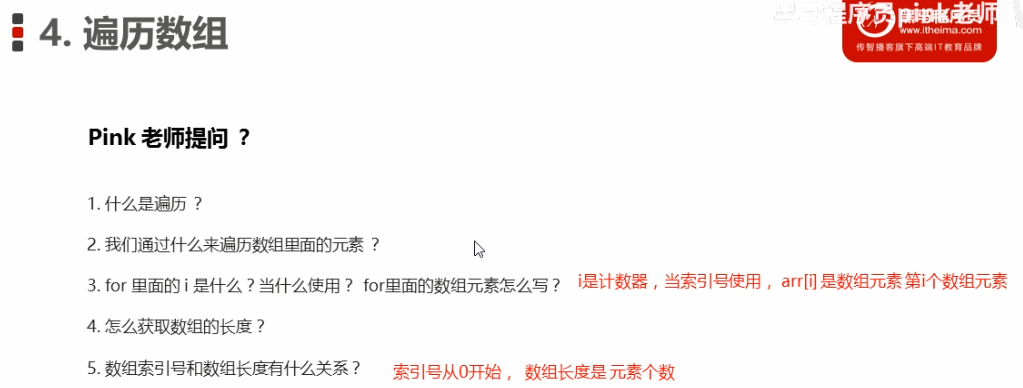 4. 遍历数组
pink老师
www.itheima.com
传智播客旗下高端IT教育品牌
Pink 老师提问 ?
1. 什么是遍历 ?
2. 我们通过什么来遍历数组里面的元素 ?
3. for 里面的 i 是什么 ? 当什么使用 ? for里面的数组元素怎么写 ? i是计数器，当索引号使用 ，arr[i] 是数组元素 第i个数组元素
4. 怎么获取数组的长度 ?
5. 数组索引号和数组长度有什么关系 ? 索引号从0开始 ， 数组长度是 元素个数